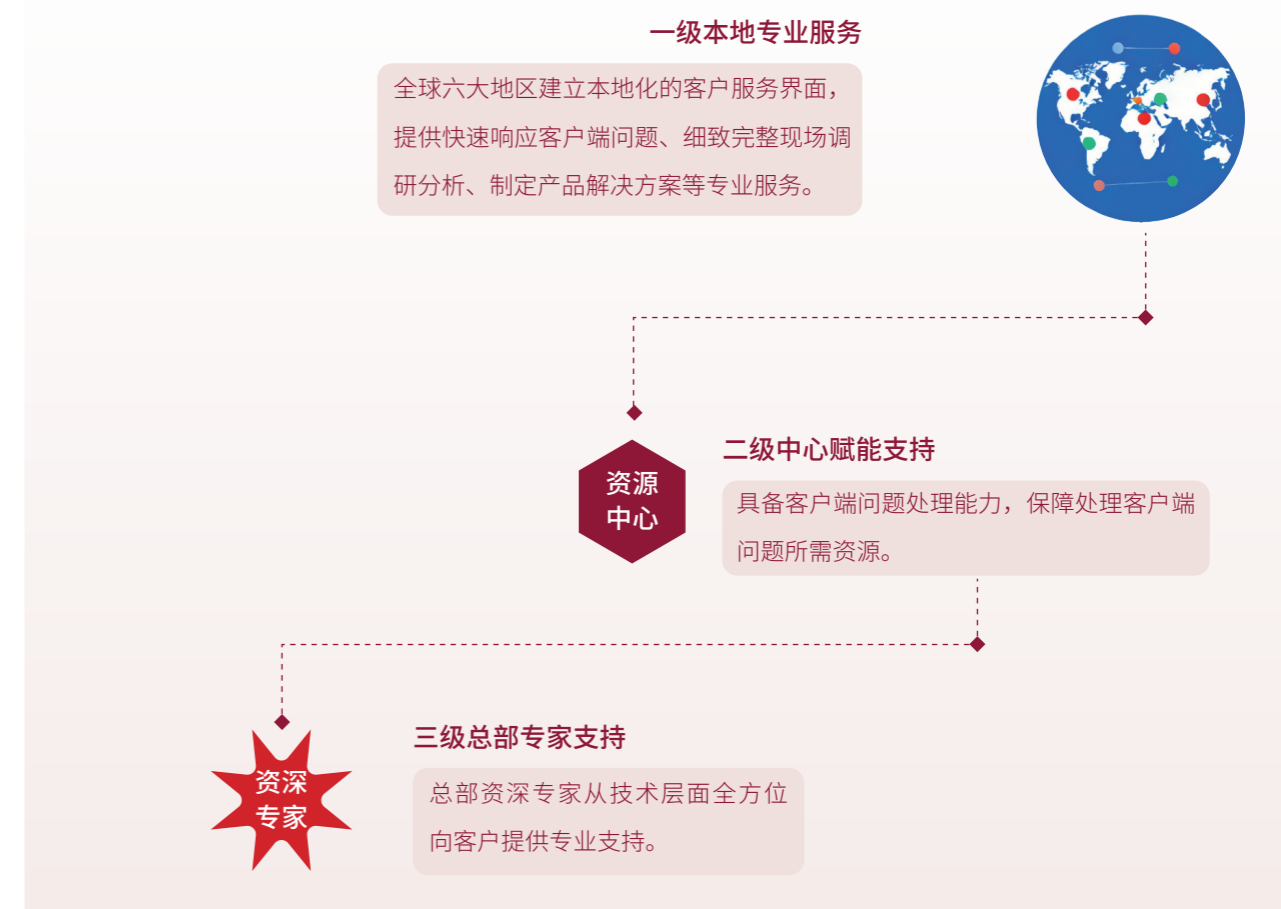 一级本地专业服务
全球六大地区建立本地化的客户服务界面，
提供快速响应客户端问题、细致完整现场调
研分析、制定产品解决方案等专业服务。
资源
中心
二级中心赋能支持
具备客户端问题处理能力，保障处理客户端
问题所需资源。
资深
专家
三级总部专家支持
总部资深专家从技术层面全方位
向客户提供专业支持。